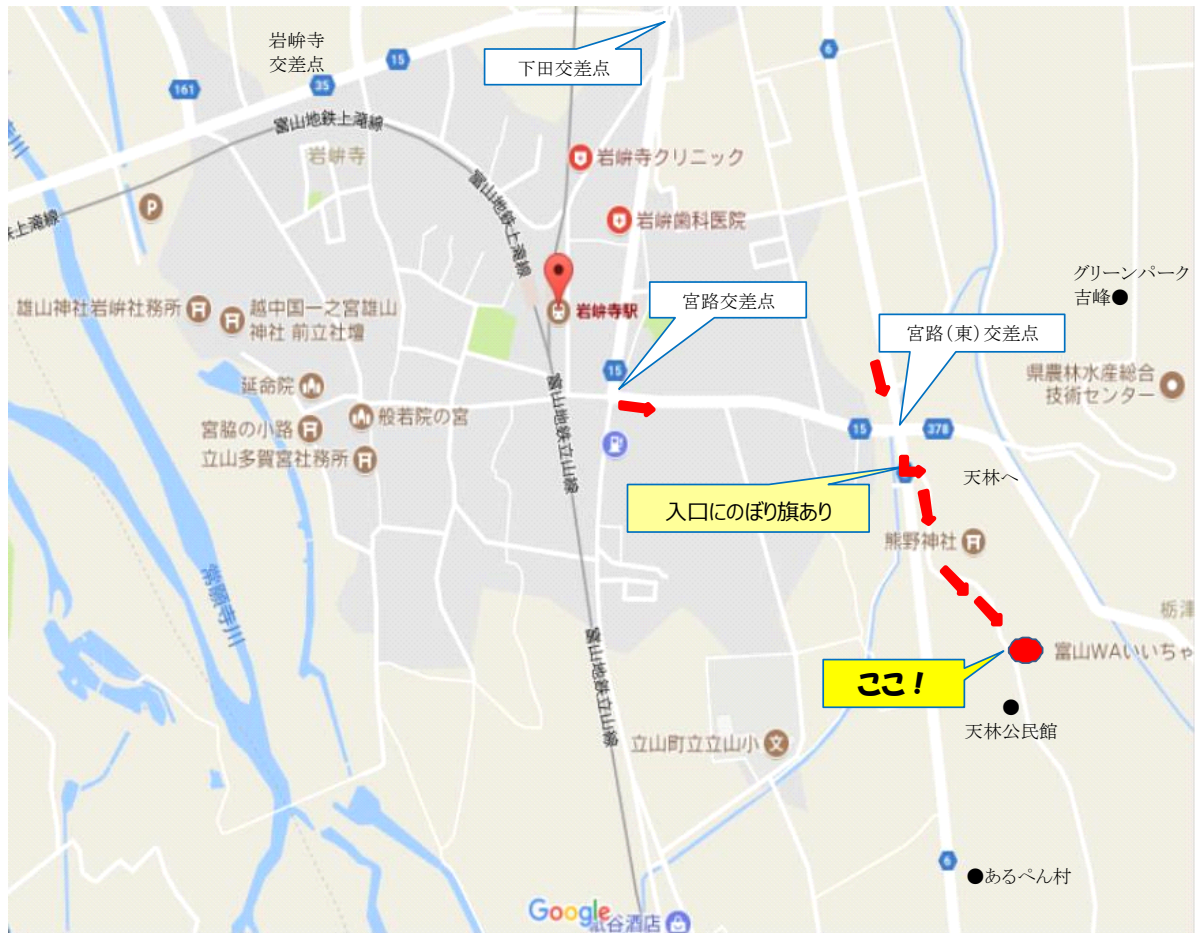 岩峅寺
交差点
下田交差点
6
15
35
161
富山地鉄上滝線
岩峅寺
岩峅寺クリニック
富山地鉄上滝線
岩峅歯科医院
P
上滝線
グリーンパーク
吉峰●
宮路交差点
雄山神社岩峅社務所
越中国一之宮雄山
神社 前立社壇
岩峅寺駅
宮路(東)交差点
15
県農林水産総合
技術センター
延命院
般若院の宮
宮脇の小路
立山多賀宮社務所
富山地鉄立山線
15
378
天林へ
入口にのぼり旗あり
熊野神社
常願寺川
栃津
富山地鉄立山線
富山WAいいちゃ
ここ!
天林公民館
立山町立立山小
文
6
●あるぺん村
Google
谷酒店